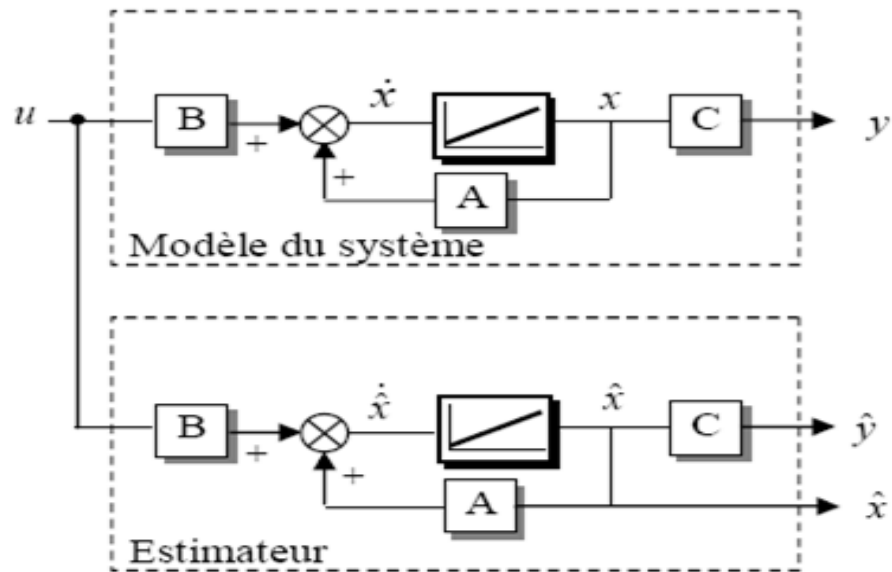 ẋ x
u B C y
+
+
A
Modèle du système
x̂̇ x̂
B C ŷ
+
+
A x̂
Estimateur